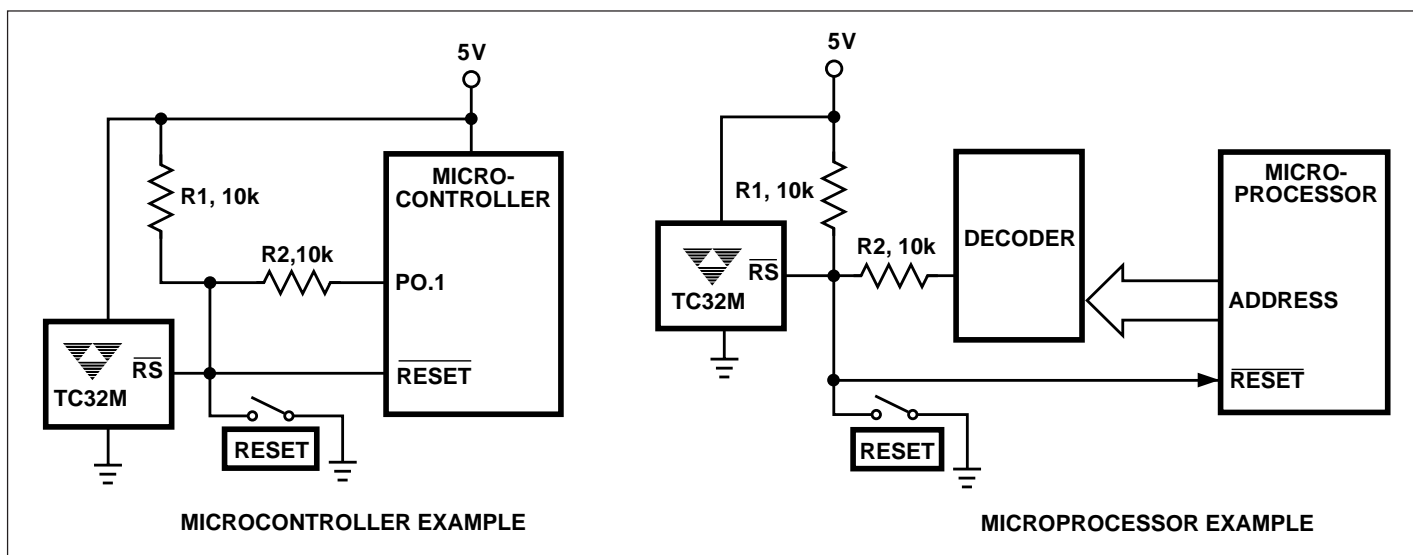 5V
MICRO-
CONTROLLER
R1, 10k
R2,10k
PO.1
RS
TC32M
RESET
RESET
MICROCONTROLLER EXAMPLE
5V
MICRO-
PROCESSOR
R1, 10k
R2, 10k
DECODER
RS
TC32M
ADDRESS
RESET
RESET
MICROPROCESSOR EXAMPLE